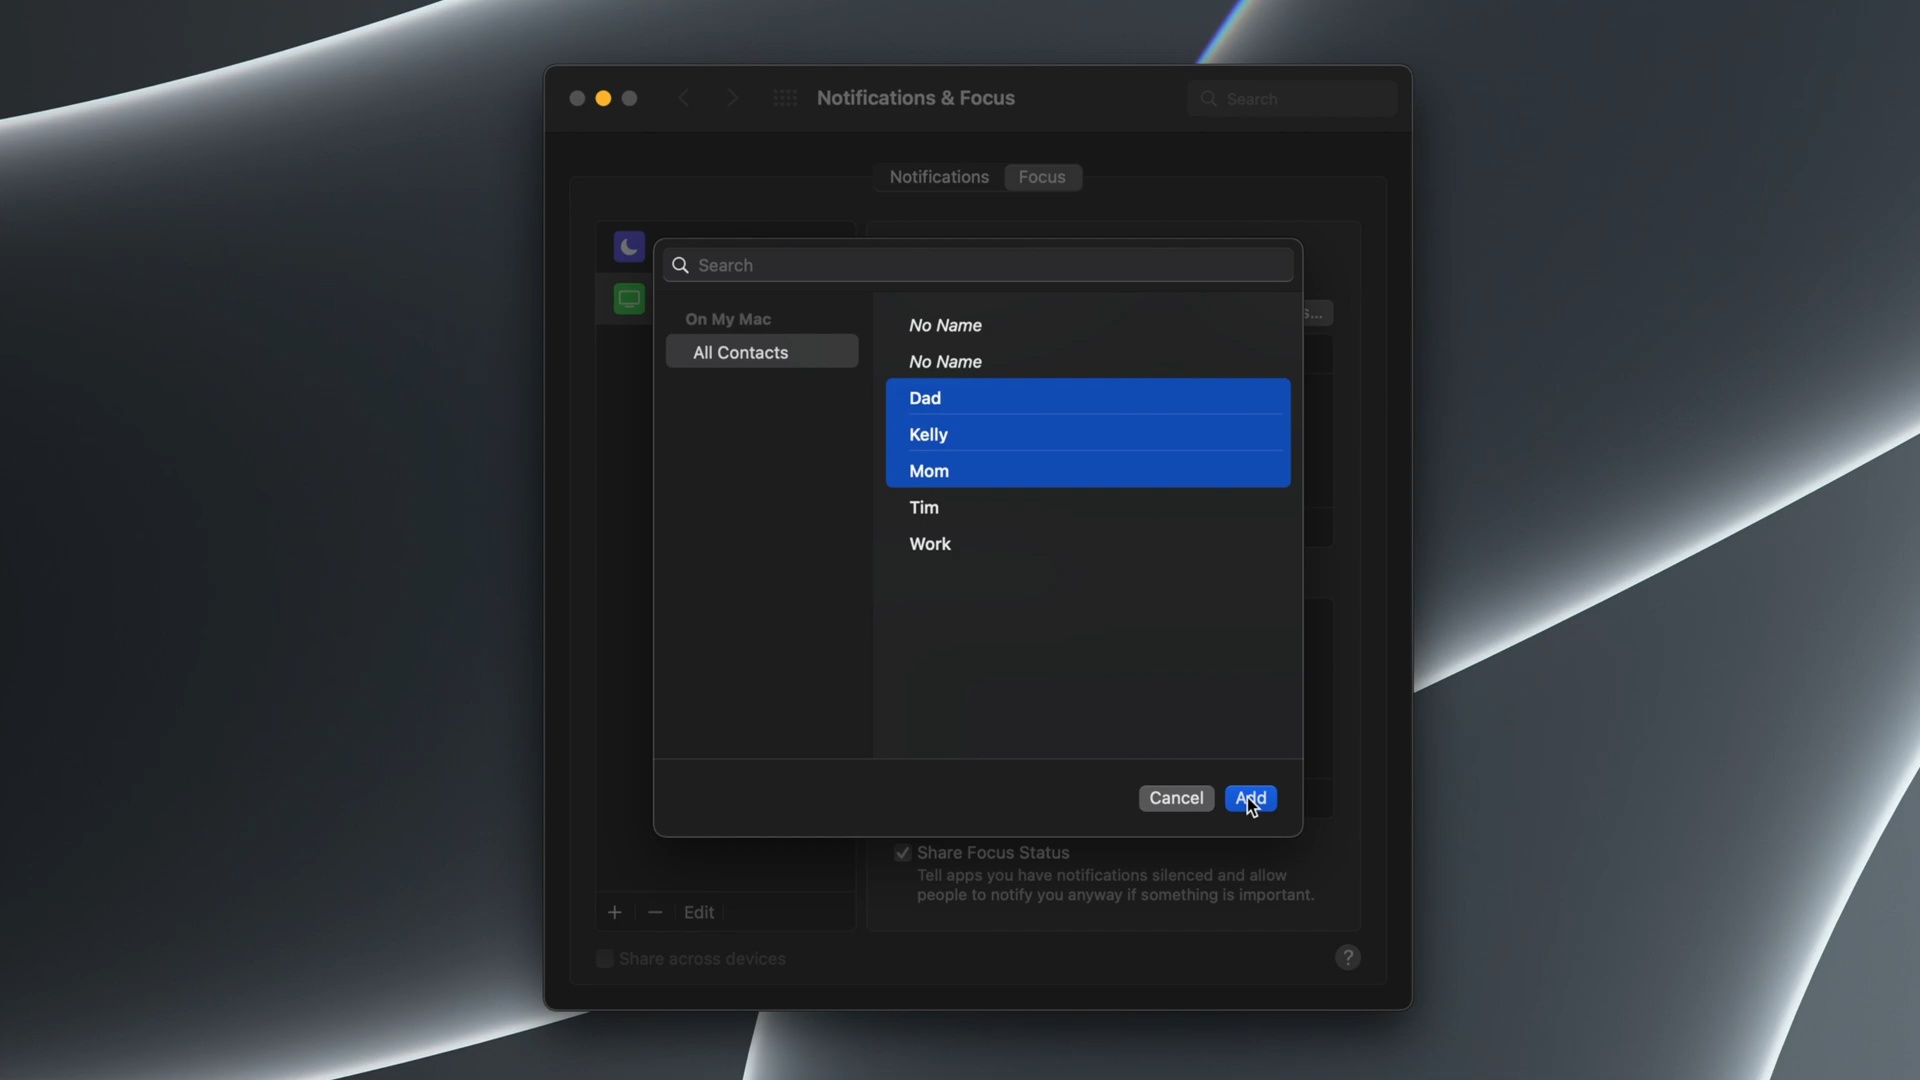 Notifications & Focus
Search
Notifications
Focus
Search
On My Mac
All Contacts
No Name
No Name
Dad
Kelly
Mom
Tim
Work
s...
Cancel
Add
Share Focus Status
Tell apps you have notifications silenced and allow
people to notify you anyway if something is important.
+
−
Edit
Share across devices
?